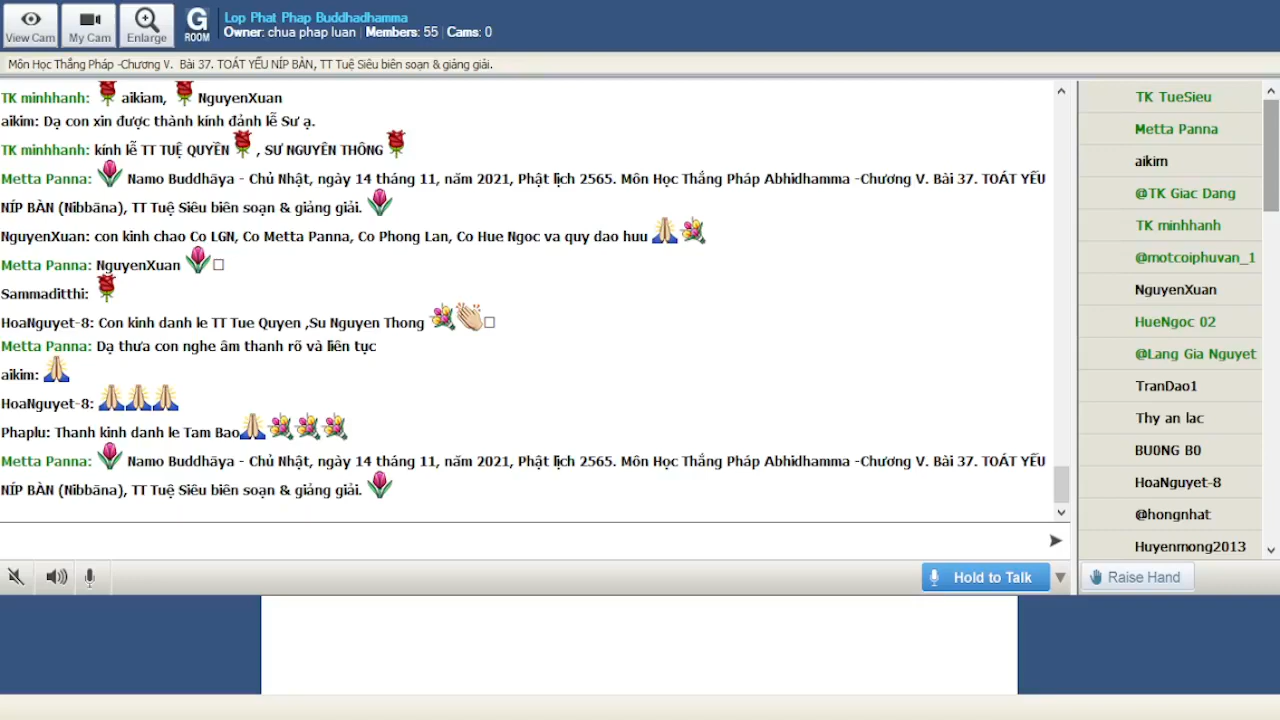 View Cam
My Cam
Enlarge
G
ROOM
Lop Phat Phap Buddhadhamma
Owner: chua phap luan | Members: 55 | Cams: 0
Môn Học Thắng Pháp -Chương V.  Bài 37. TOÁT YẾU NÍP BÀN, TT Tuệ Siêu biên soạn & giảng giải.
TK minhhanh: aikiam, NguyenXuan
aikim: Dạ con xin được thành kính đảnh lễ Sư ạ.
TK minhhanh: kính lễ TT TUỆ QUYỀN , SƯ NGUYÊN THÔNG
Metta Panna: Namo Buddhāya - Chủ Nhật, ngày 14 tháng 11, năm 2021, Phật lịch 2565. Môn Học Thắng Pháp Abhidhamma -Chương V. Bài 37. TOÁT YẾU
NÍP BÀN (Nibbāna), TT Tuệ Siêu biên soạn & giảng giải.
NguyenXuan: con kinh chao Co LGN, Co Metta Panna, Co Phong Lan, Co Hue Ngoc va quy dao huu
Metta Panna: NguyenXuan
Sammaditthi:
HoaNguyet-8: Con kinh danh le TT Tue Quyen ,Su Nguyen Thong
Metta Panna: Dạ thưa con nghe âm thanh rõ và liên tục
aikim:
HoaNguyet-8:
Phaplu: Thanh kinh danh le Tam Bao
Metta Panna: Namo Buddhāya - Chủ Nhật, ngày 14 tháng 11, năm 2021, Phật lịch 2565. Môn Học Thắng Pháp Abhidhamma -Chương V. Bài 37. TOÁT YẾU
NÍP BÀN (Nibbāna), TT Tuệ Siêu biên soạn & giảng giải.
TK TueSieu
Metta Panna
aikim
@TK Giac Dang
TK minhhanh
@motcoiphuvan_1
NguyenXuan
HueNgoc 02
@Lang Gia Nguyet
TranDao1
Thy an lac
BU0NG B0
HoaNguyet-8
@hongnhat
Huyenmong2013
Hold to Talk
Raise Hand